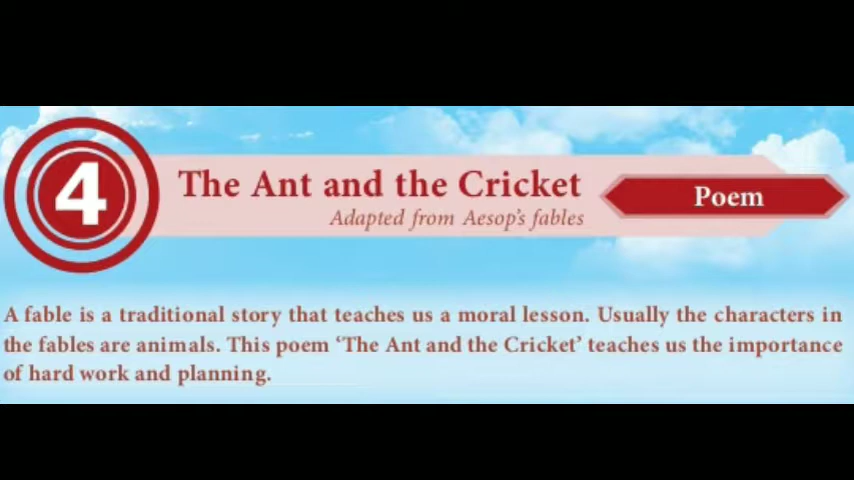 4
The Ant and the Cricket
Adapted from Aesop's fables
Poem
A fable is a traditional story that teaches us a moral lesson. Usually the characters in
the fables are animals. This poem ‘The Ant and the Cricket’ teaches us the importance
of hard work and planning.